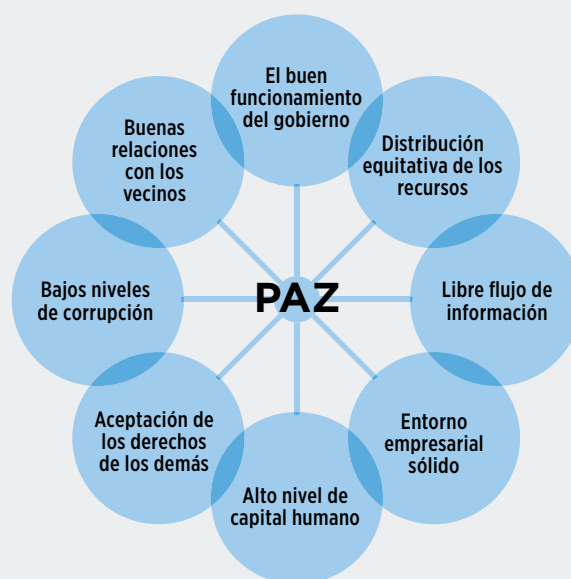 El buen
funcionamiento
del gobierno
Distribución
equitativa de los
recursos
Libre flujo de
información
Entorno
empresarial
sólido
Alto nivel de
capital humano
Aceptación de
los derechos
de los demás
Bajos niveles
de corrupción
Buenas
relaciones
con los
vecinos
PAZ